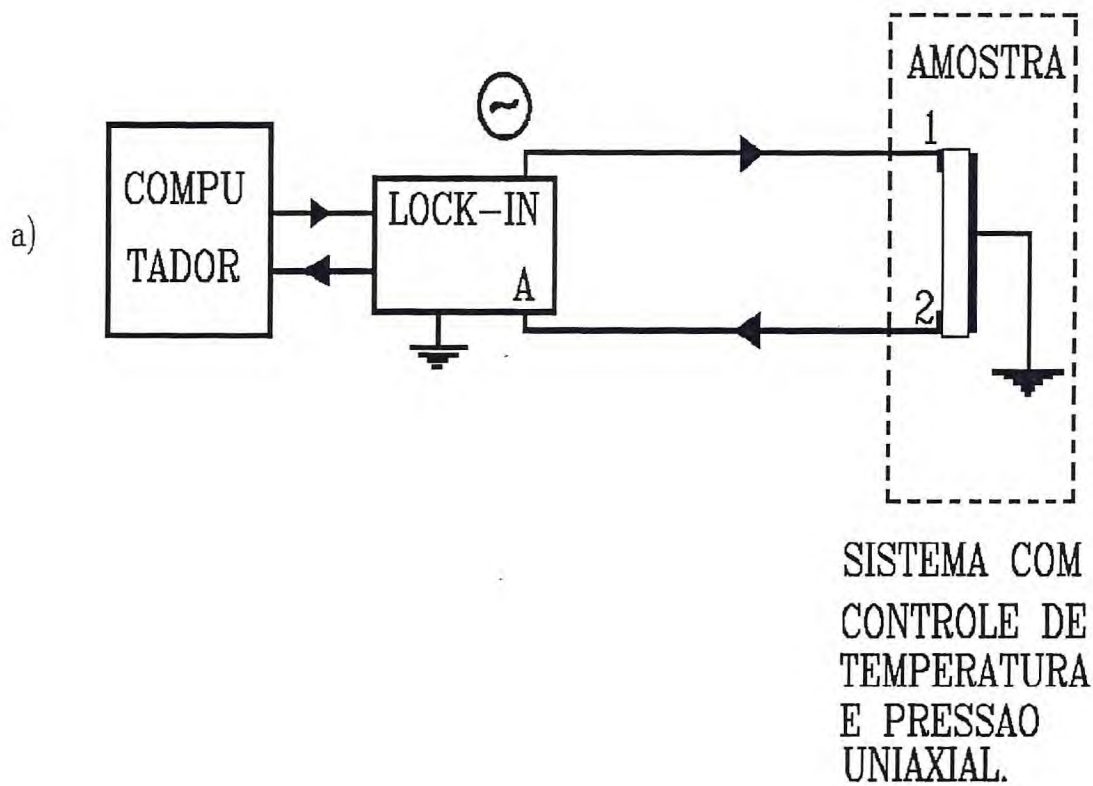 AMOSTRA
1
COMPU
TADOR
LOCK-IN
a)
A
2
SISTEMA COM
CONTROLE DE
TEMPERATURA
E PRESSAO
UNIAXIAL.